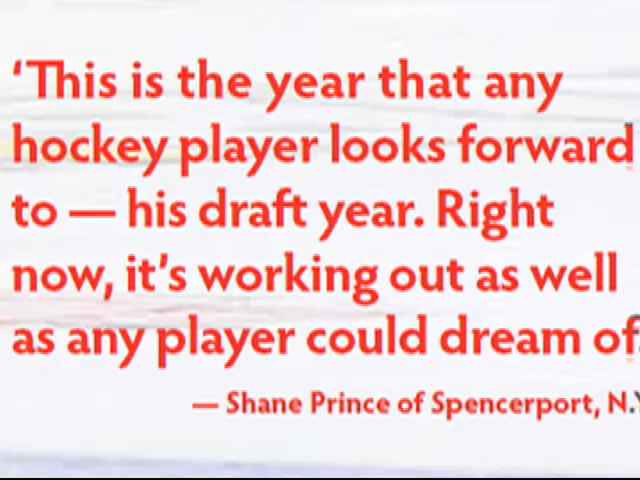 ‘This is the year that any
hockey player looks forward
to — his draft year. Right
now, it’s working out as well
as any player could dream of.
— Shane Prince of Spencerport, N.Y